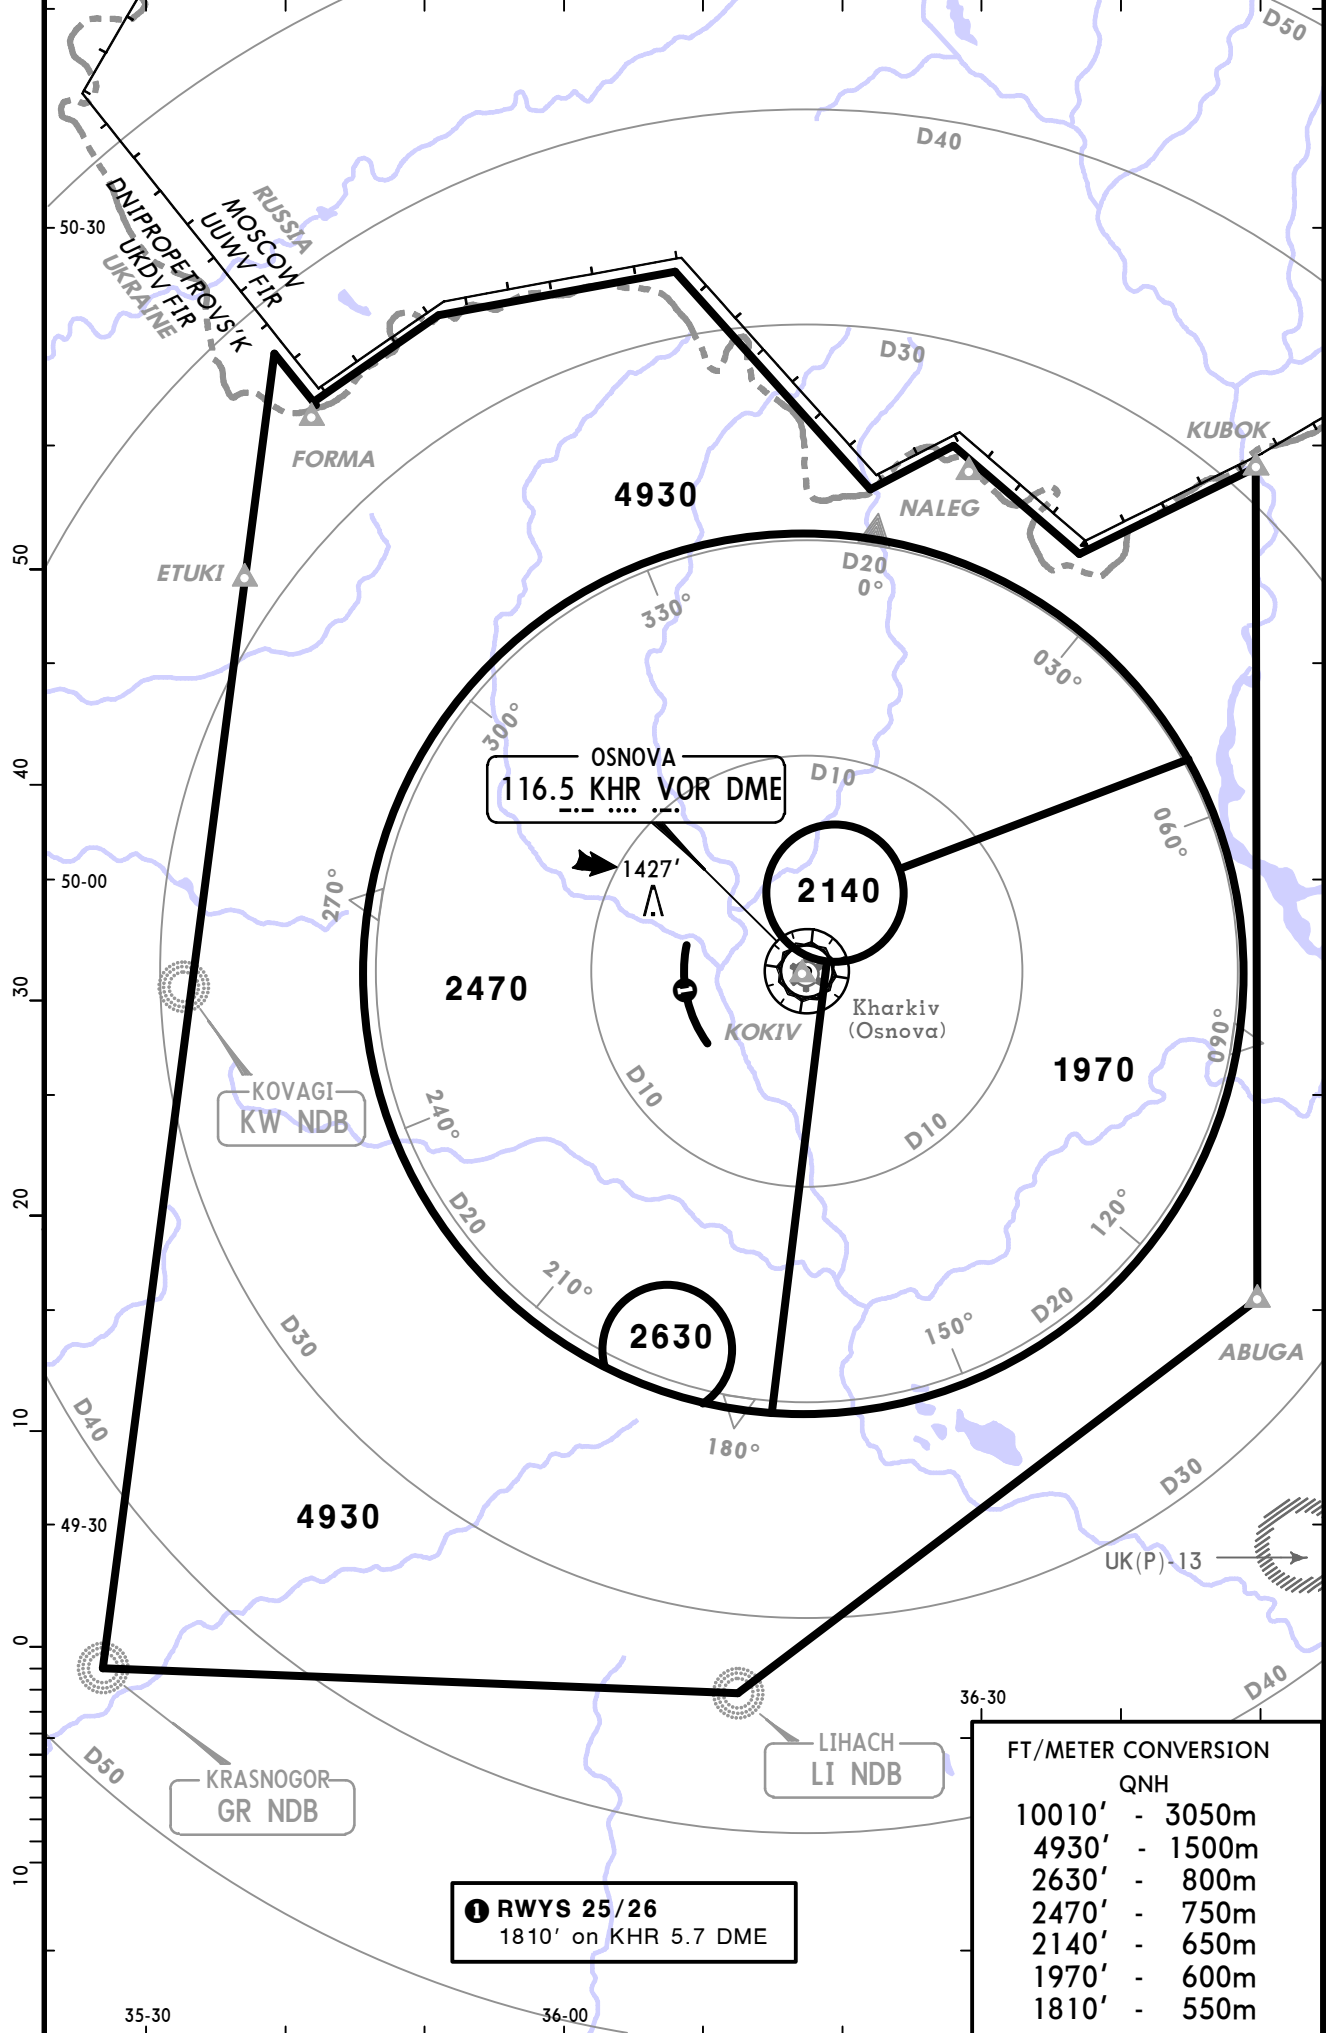 D50
D40
50-30
RUSSIA
MOSCOW
UUWV FIR
DNIPROPETROVS'K
UKDV FIR
UKRAINE
D30
KUBOK
FORMA
4930
NALEG
50
ETUKI
D20
0°
330°
030°
300°
40
OSNOVA
116.5 KHR VOR DME
D10
060°
1427'
50-00
2140
270°
2470
30
KOKIV
Kharkiv
(Osnova)
090°
1970
KOVAGI
KW NDB
D10
240°
D10
20
D20
120°
210°
D30
2630
150°
D20
ABUGA
D40
10
180°
D30
4930
49-30
UK(P)-13
0
D40
36-30
D50
KRASNOGOR
GR NDB
LIHACH
LI NDB
FT/METER CONVERSION
QNH
10010' - 3050m
4930' - 1500m
2630' - 800m
2470' - 750m
2140' - 650m
1970' - 600m
1810' - 550m
10
1 RWYS 25/26
1810' on KHR 5.7 DME
1
35-30
36-00